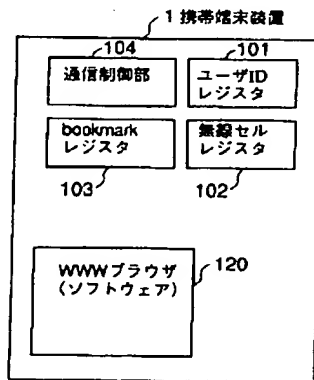 1 携帯端末装置
104
101
通信制御部
ユーザID
レジスタ
bookmark
レジスタ
無線セル
レジスタ
103
102
WWWブラウザ
(ソフトウェア)
120